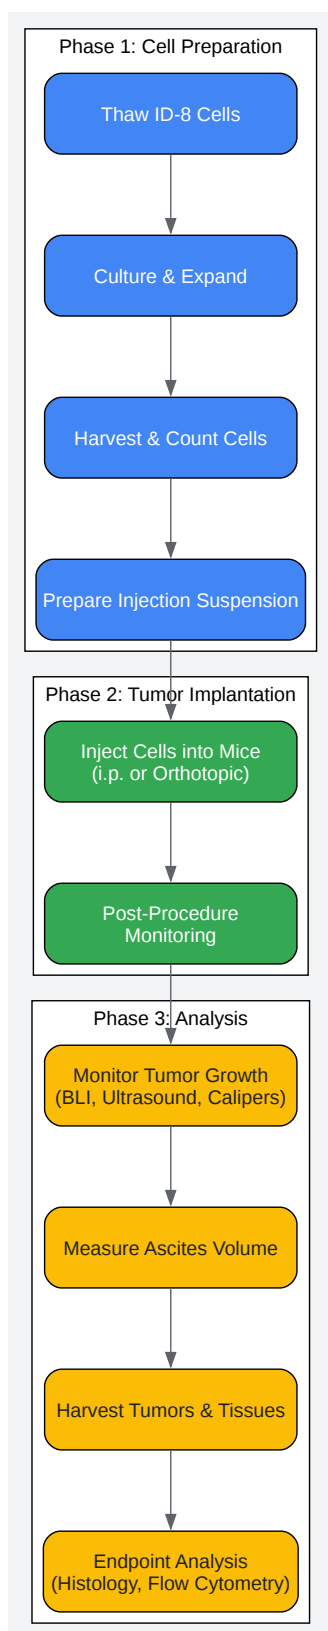 Phase 1: Cell Preparation
Thaw ID-8 Cells
Culture & Expand
Harvest & Count Cells
Prepare Injection Suspension
Phase 2: Tumor Implantation
Inject Cells into Mice
(i.p. or Orthotopic)
Post-Procedure
Monitoring
Phase 3: Analysis
Monitor Tumor Growth
(BLI, Ultrasound, Calipers)
Measure Ascites Volume
Harvest Tumors & Tissues
Endpoint Analysis
(Histology, Flow Cytometry)